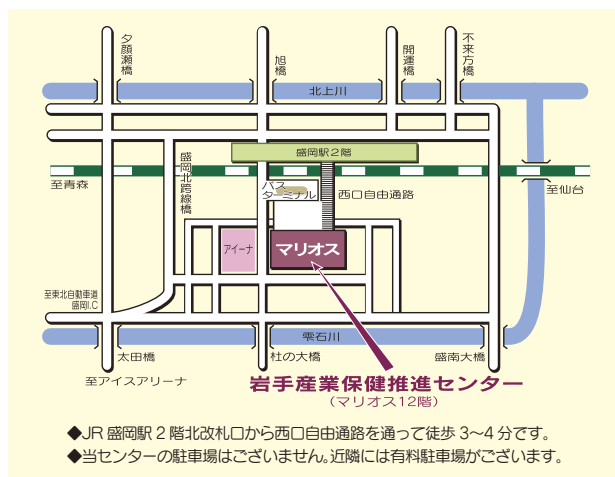 夕顔瀬橋
旭橋
開運橋
不来方橋
北上川
盛岡駅2階
盛岡北跨線橋
至青森
バス
ターミナル
西口自由通路
至仙台
アイーナ
マリオス
至東北自動車道
盛岡I.C
雫石川
太田橋
杜の大橋
盛南大橋
至アイスアリーナ
岩手産業保健推進センター
(マリオス12階)
◆JR盛岡駅2階北改札口から西口自由通路を通って徒歩3~4分です。
◆当センターの駐車場はございません。近隣には有料駐車場がございます。